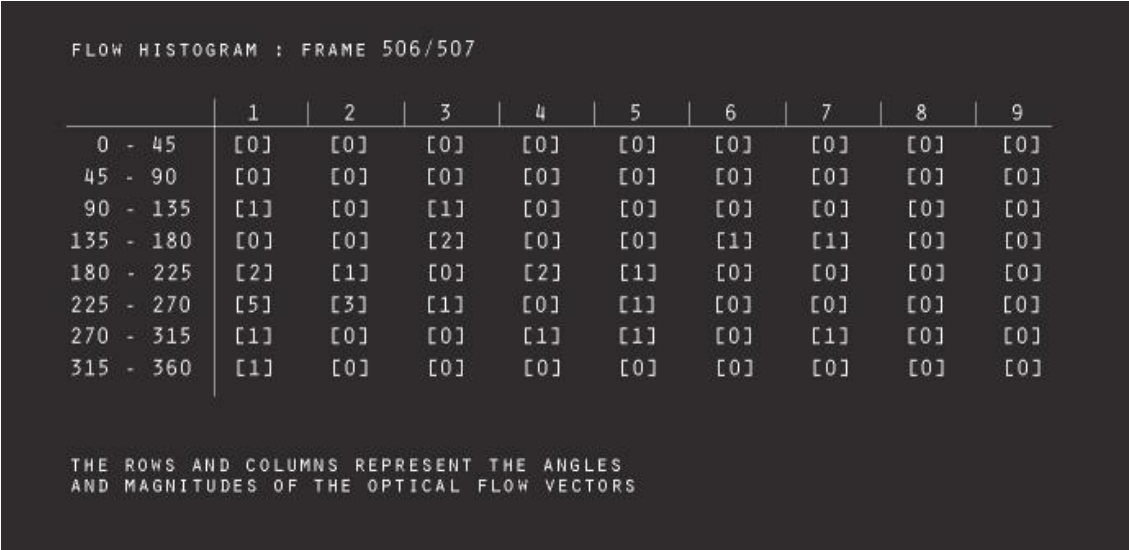 FLOW HISTOGRAM : FRAME 506/507
| 1 | 2 | 3 | 4 | 5 | 6 | 7 | 8 | 9
0 - 45 [0] [0] [0] [0] [0] [0] [0] [0] [0]
45 - 90 [0] [0] [0] [0] [0] [0] [0] [0] [0]
90 - 135 [1] [0] [1] [0] [0] [0] [0] [0] [0]
135 - 180 [0] [0] [2] [0] [0] [1] [1] [0] [0]
180 - 225 [2] [1] [0] [2] [1] [0] [0] [0] [0]
225 - 270 [5] [3] [1] [0] [1] [0] [0] [0] [0]
270 - 315 [1] [0] [0] [1] [1] [0] [1] [0] [0]
315 - 360 [1] [0] [0] [0] [0] [0] [0] [0] [0]
THE ROWS AND COLUMNS REPRESENT THE ANGLES
AND MAGNITUDES OF THE OPTICAL FLOW VECTORS